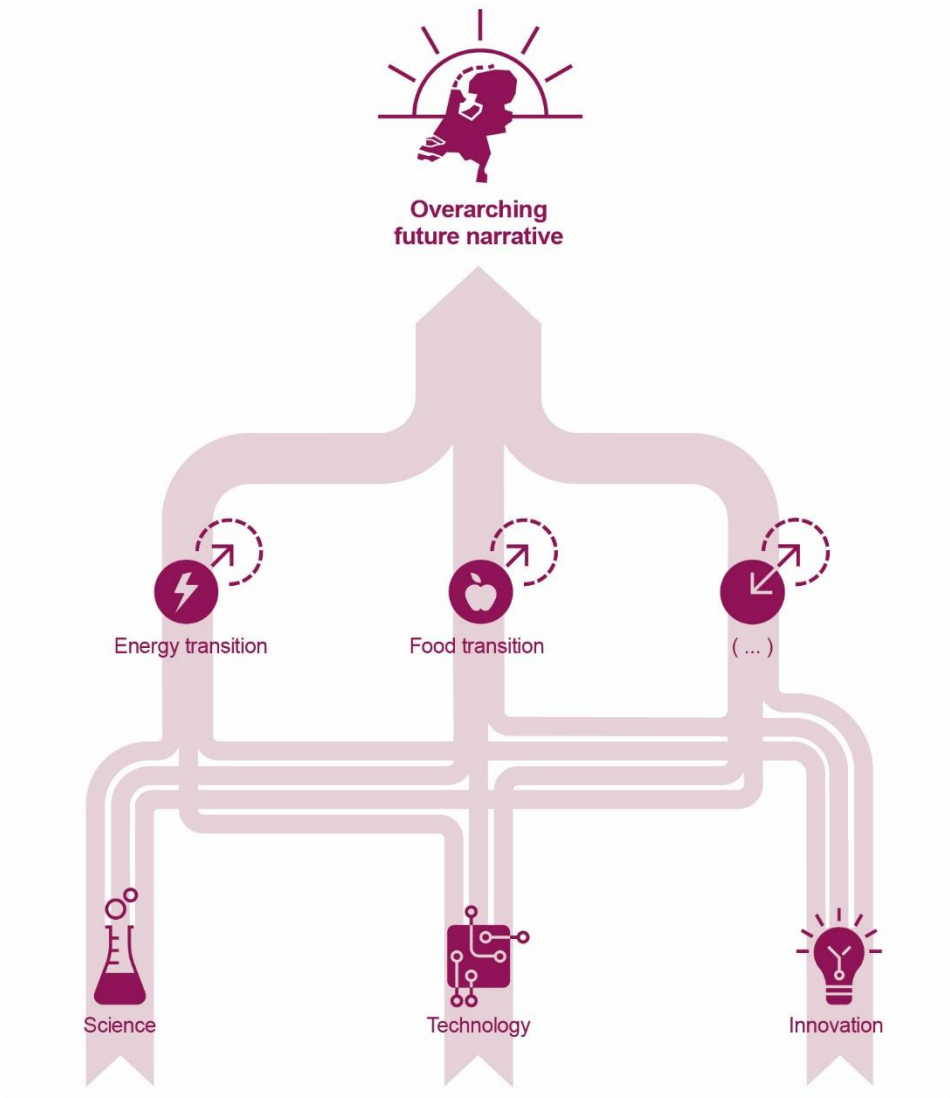 Overarching
future narrative
Energy transition
Food transition
( ... )
Science
Technology
Innovation